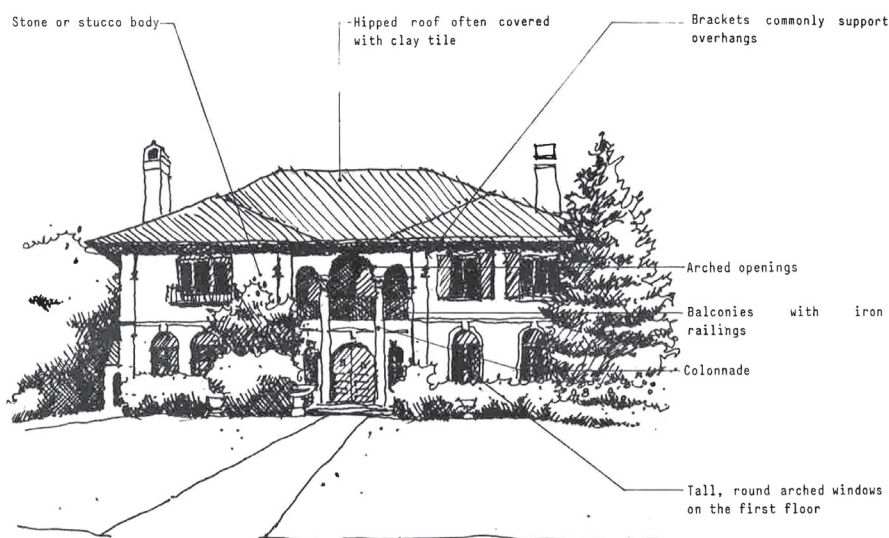 Stone or stucco body
Hipped roof often covered
with clay tile
Brackets commonly support
overhangs
Arched openings
Balconies with iron
railings
Colonnade
Tall, round arched windows
on the first floor